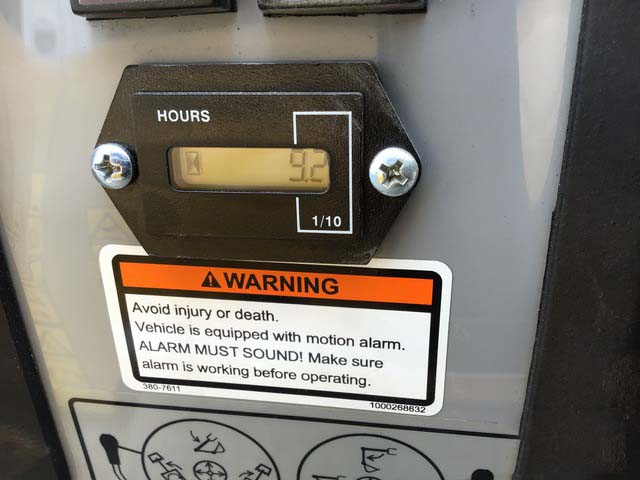 HOURS
9.2
1/10
WARNING
Avoid injury or death.
Vehicle is equipped with motion alarm.
ALARM MUST SOUND! Make sure
alarm is working before operating.
380-7611
1000268632